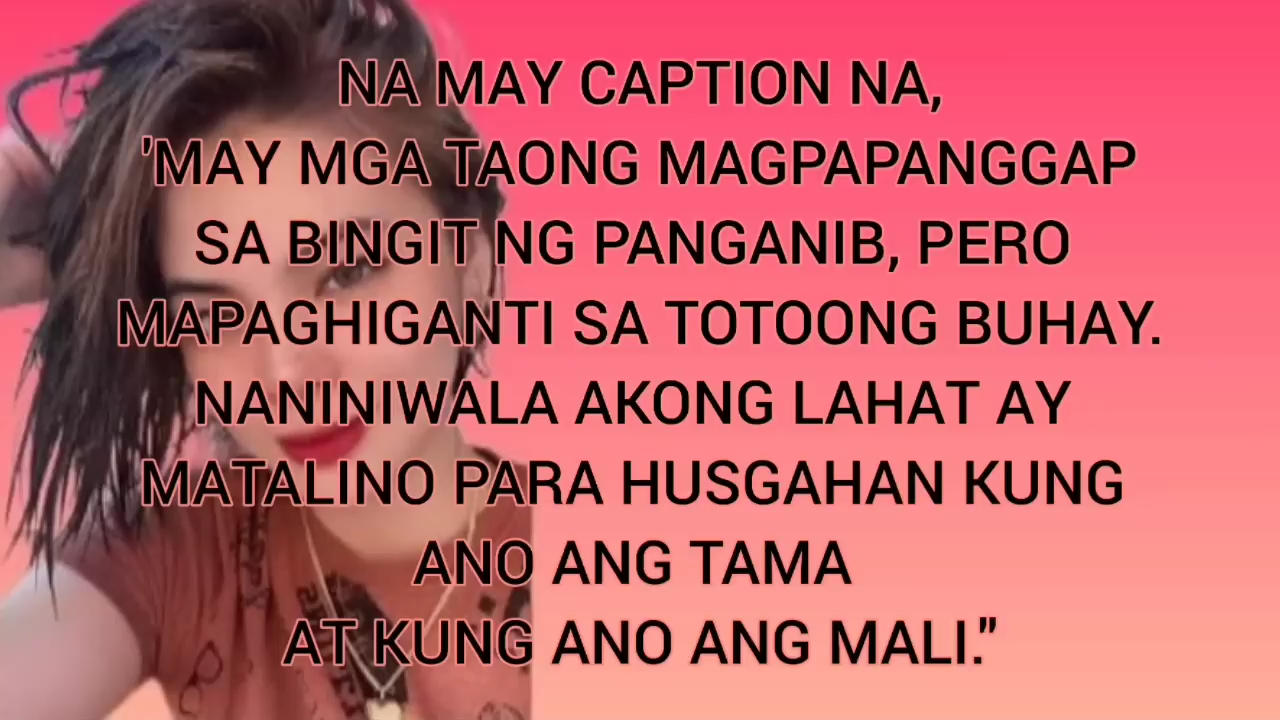 NA MAY CAPTION NA,
'MAY MGA TAONG MAGPAPANGGAP
SA BINGIT NG PANGANIB, PERO
MAPAGHIGANTI SA TOTOONG BUHAY.
NANINIWALA AKONG LAHAT AY
MATALINO PARA HUSGAHAN KUNG
ANO ANG TAMA
AT KUNG ANO ANG MALI.”